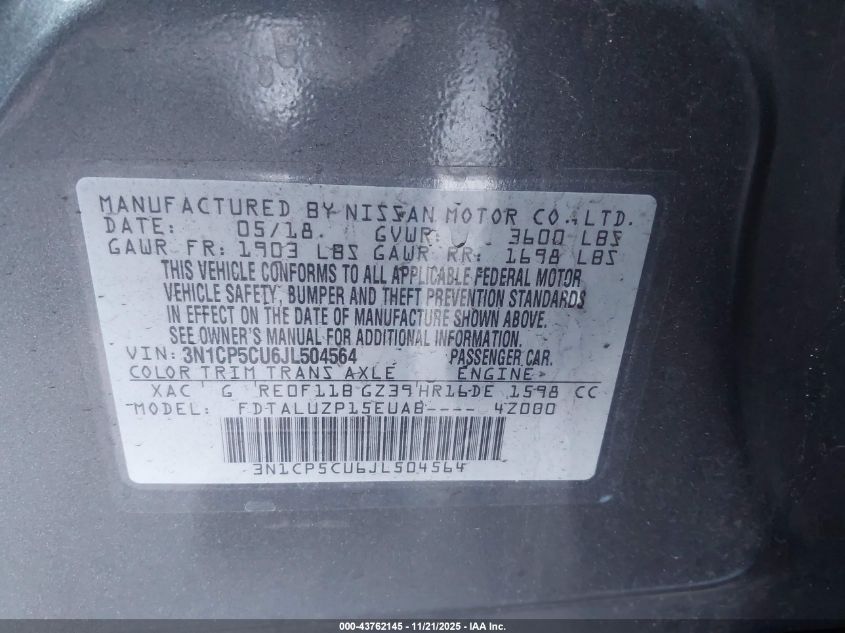 MANUFACTURED BY NISSAN MOTOR CO.,LTD.
DATE: 05/18. GVWR: 3600 LBS
GAWR FR: 1903 LBS GAWR RR: 1698 LBS
THIS VEHICLE CONFORMS TO ALL APPLICABLE FEDERAL MOTOR
VEHICLE SAFETY, BUMPER AND THEFT PREVENTION STANDARDS
IN EFFECT ON THE DATE OF MANUFACTURE SHOWN ABOVE.
SEE OWNER'S MANUAL FOR ADDITIONAL INFORMATION.
VIN: 3N1CP5CU6JL504564 PASSENGER CAR.
COLOR TRIM TRANS AXLE ENGINE
XAC G RE0F11B GZ39 HR16DE 1598 CC
MODEL: FDTALUZP15EUAB---- 4Z000
3N1CP5CU6JL504564
000-43762145 - 11/21/2025 - IAA Inc.